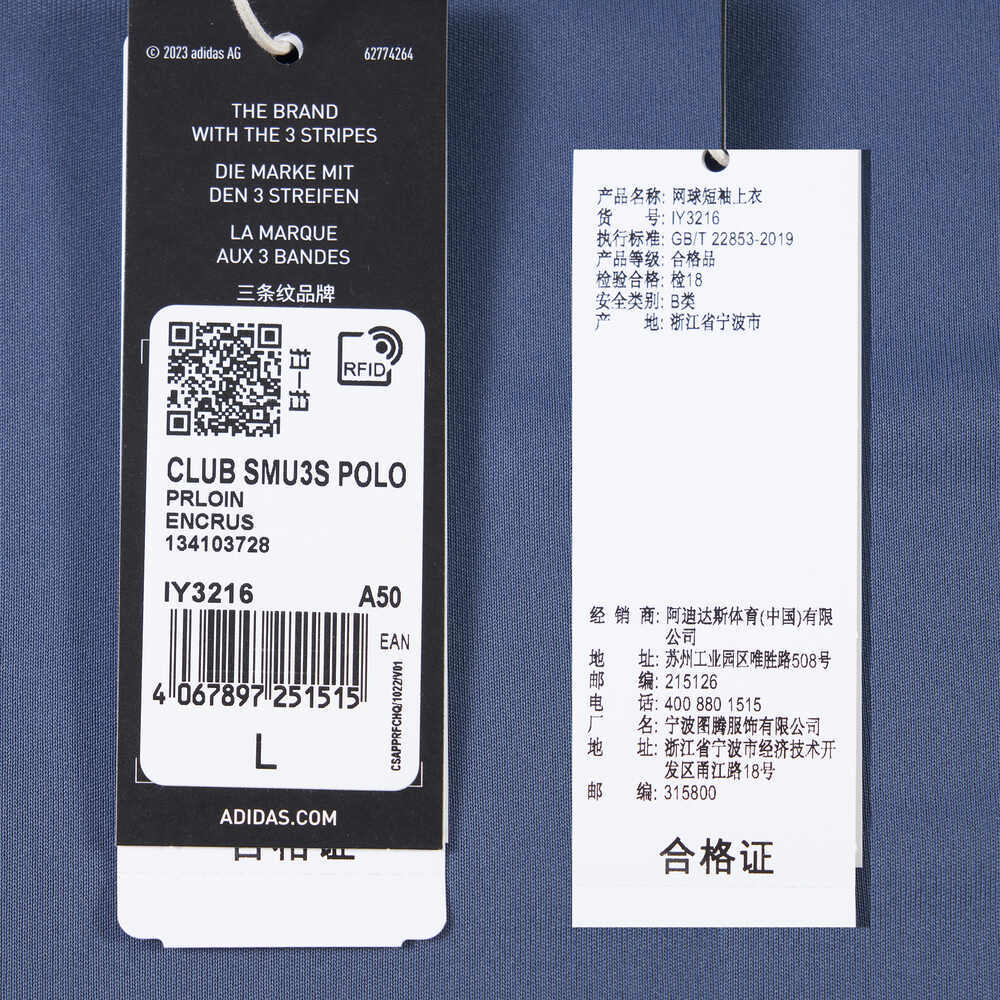 © 2023 adidas AG 62774264
THE BRAND
WITH THE 3 STRIPES
DIE MARKE MIT
DEN 3 STREIFEN
LA MARQUE
AUX 3 BANDES
三条纹品牌
扫一扫
RFID
CLUB SMU3S POLO
PRLOIN
ENCRUS
134103728
IY3216 A50
EAN
4 067897 251515
CSAPPRFCHQ/1022/V01
L
ADIDAS.COM
合格证
产品名称: 网球短袖上衣
货 号: IY3216
执行标准: GB/T 22853-2019
产品等级: 合格品
检验合格: 检18
安全类别: B类
产 地: 浙江省宁波市
经 销 商: 阿迪达斯体育(中国)有限
公司
地 址: 苏州工业园区唯胜路508号
邮 编: 215126
电 话: 400 880 1515
厂 名: 宁波图腾服饰有限公司
地 址: 浙江省宁波市经济技术开
发区甬江路18号
邮 编: 315800
合格证